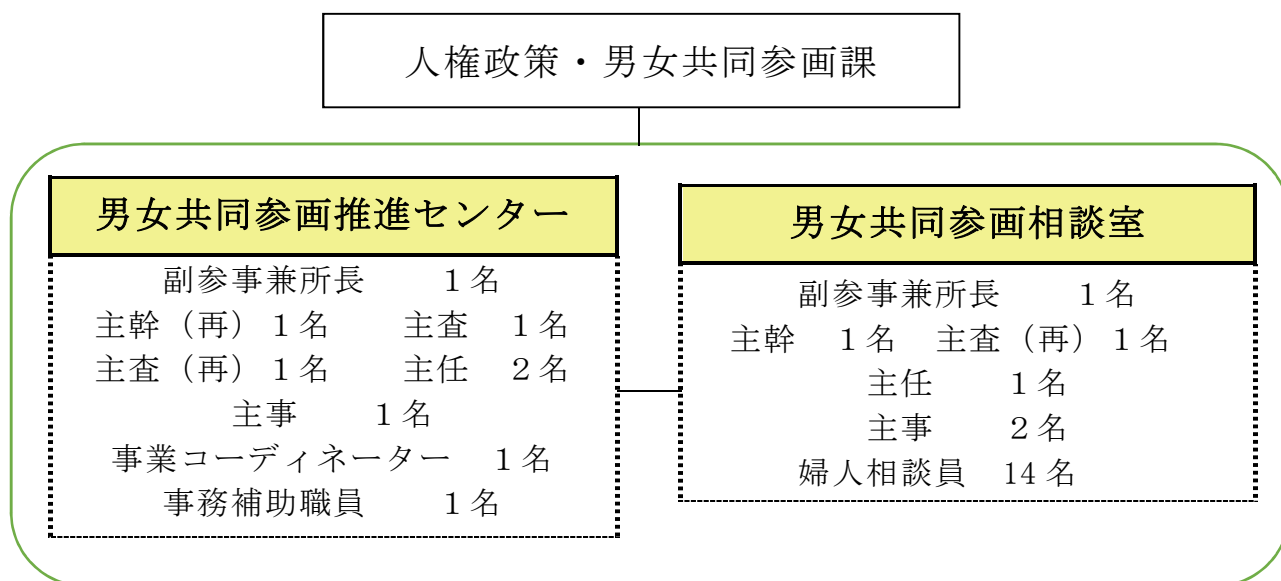 人権政策・男女共同参画課
男女共同参画推進センター
副参事兼所長　　１名
主幹（再）１名　　主査　１名
主査（再）１名　　主任　２名
主事　　１名
事業コーディネーター　１名
事務補助職員　　１名
男女共同参画相談室
副参事兼所長　　１名
主幹　１名　主査（再）１名
主任　　１名
主事　　２名
婦人相談員　14名